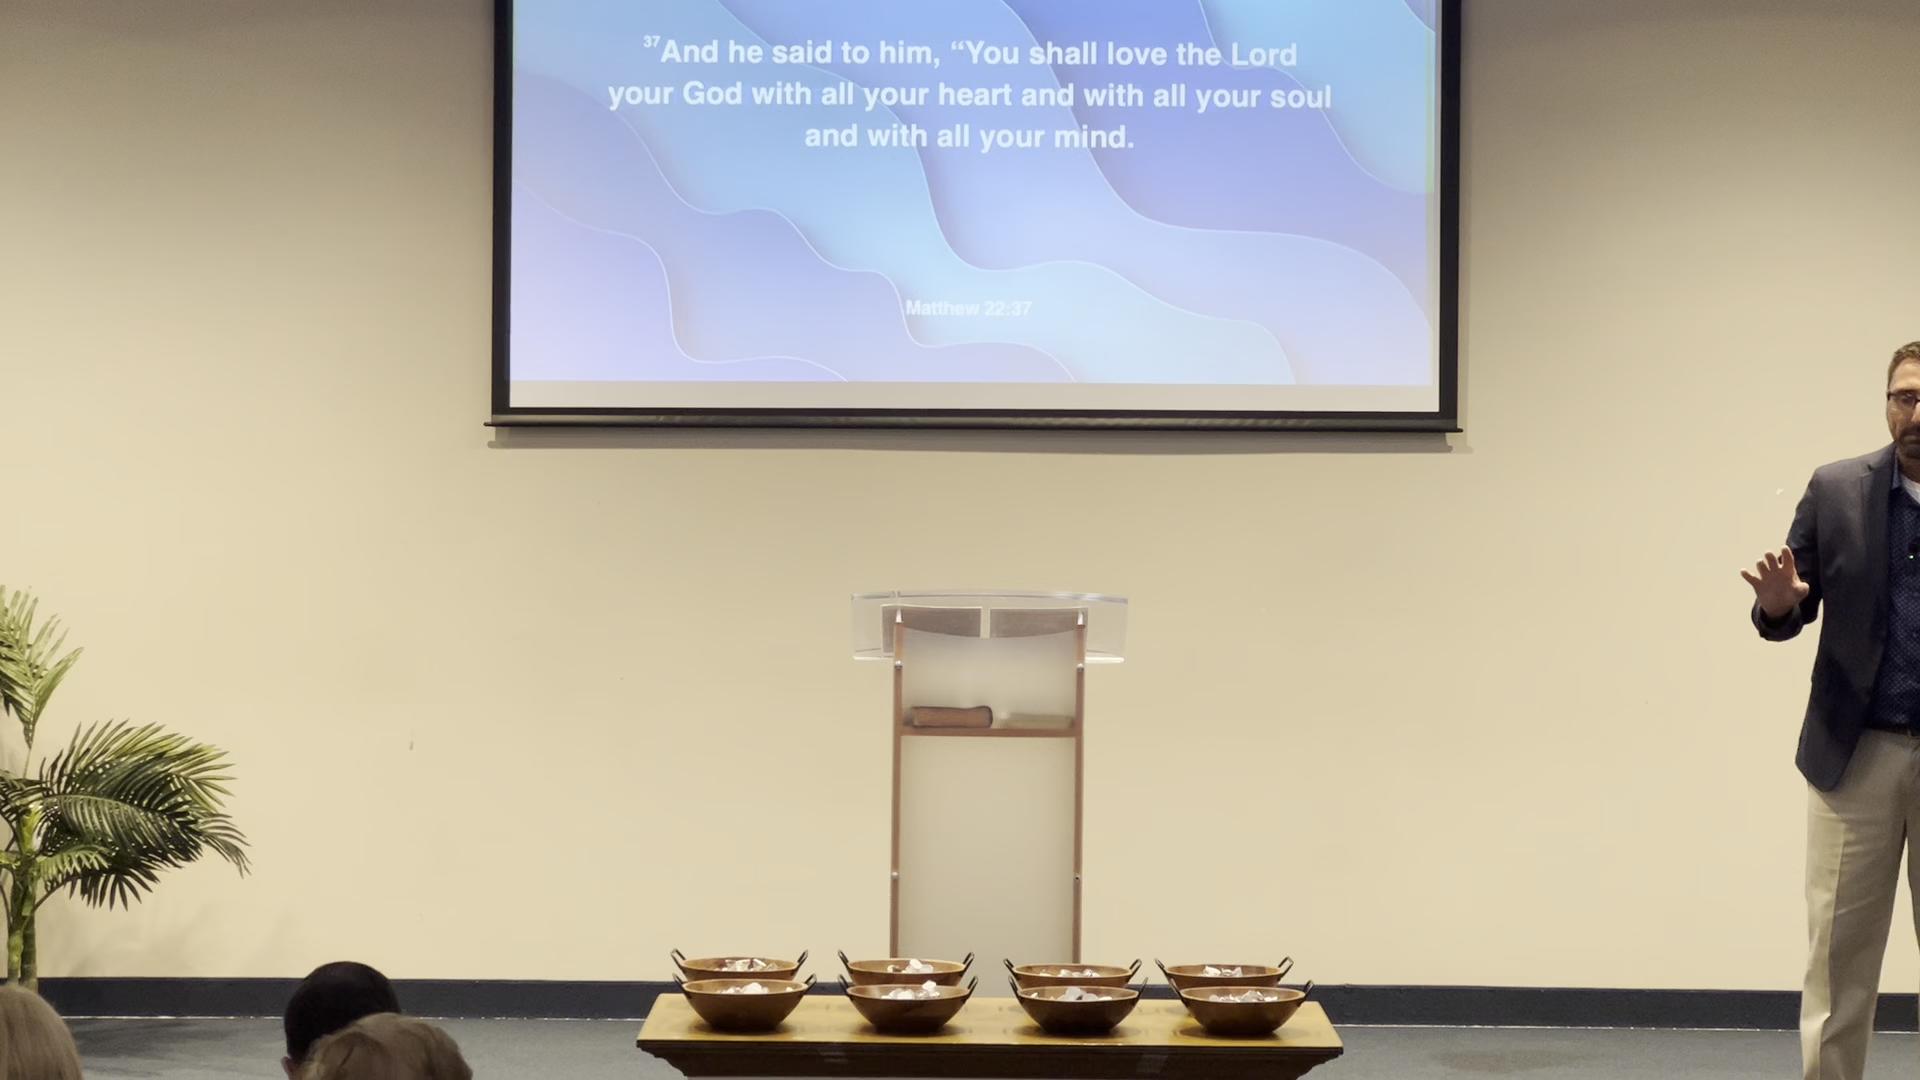 37And he said to him, “You shall love the Lord
your God with all your heart and with all your soul
and with all your mind.
Matthew 22:37